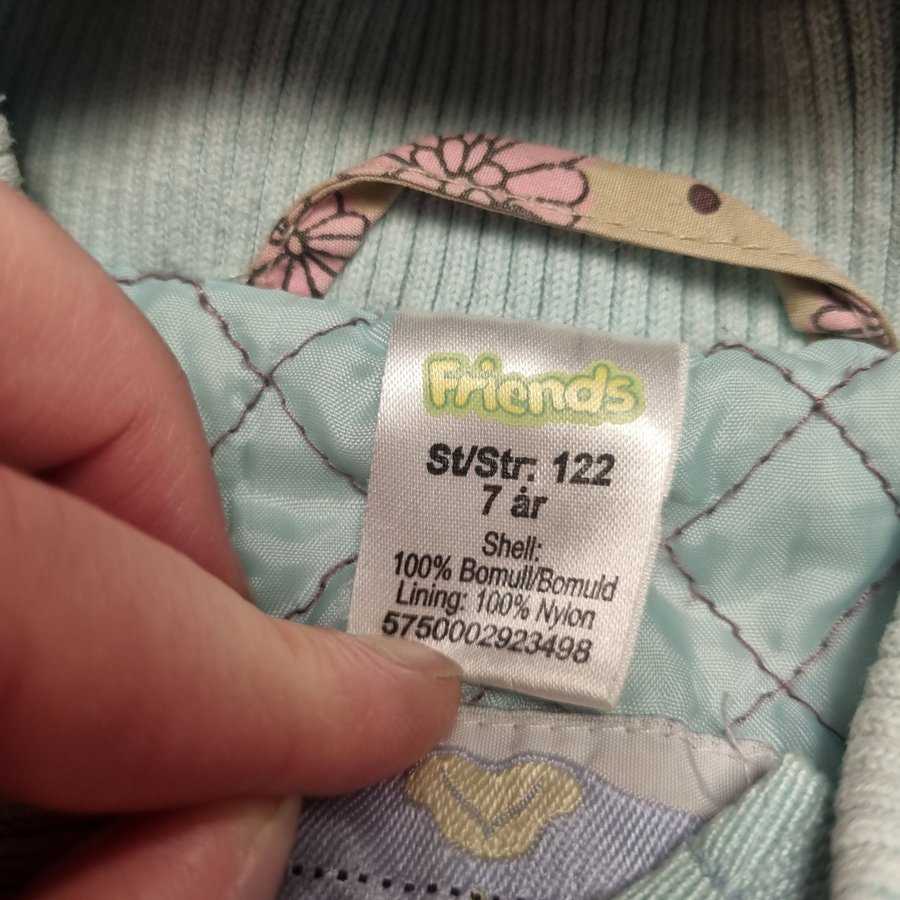 Friends
St/Str: 122
7 år
Shell:
100% Bomull/Bomuld
Lining: 100% Nylon
5750002923498